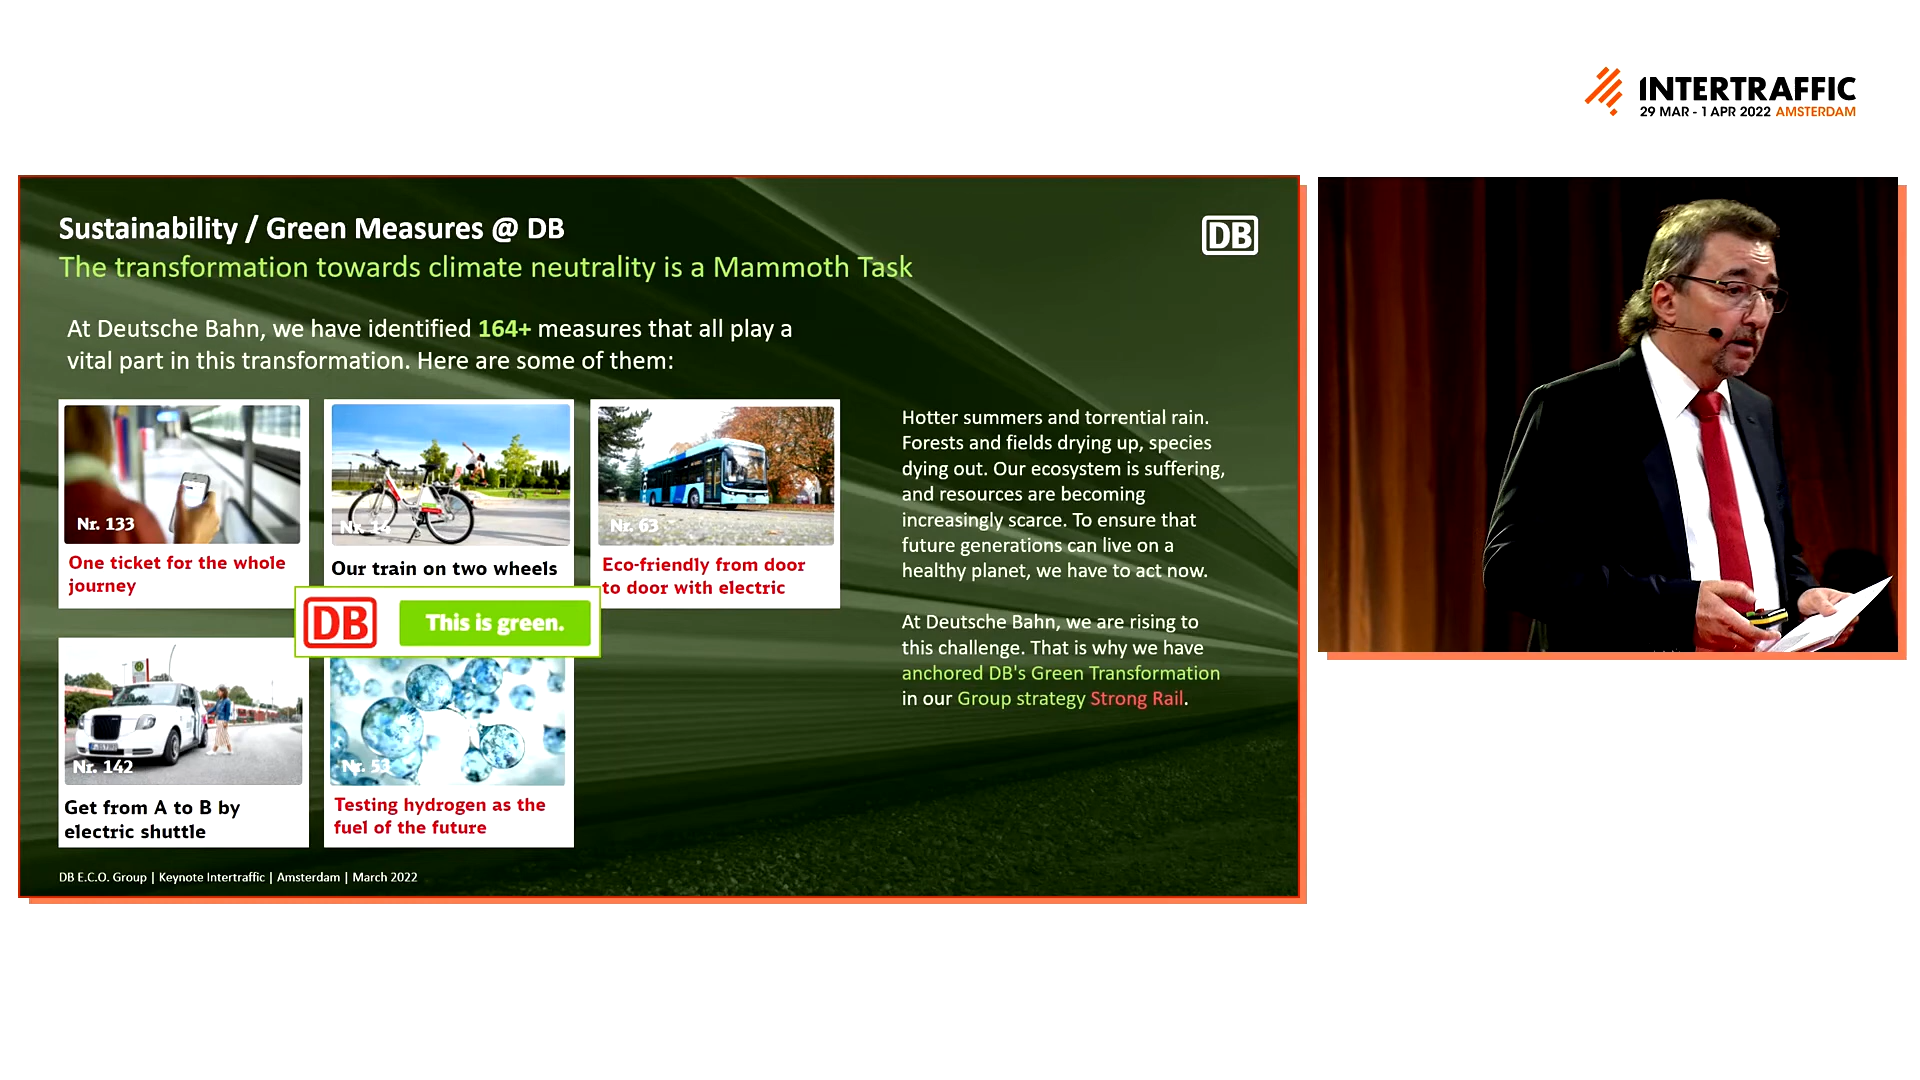 INTERTRAFFIC
29 MAR - 1 APR 2022 AMSTERDAM
Sustainability / Green Measures @ DB
The transformation towards climate neutrality is a Mammoth Task
DB
At Deutsche Bahn, we have identified 164+ measures that all play a
vital part in this transformation. Here are some of them:
Nr. 133
One ticket for the whole
journey
Nr. 14
Our train on two wheels
Nr. 63
Eco-friendly from door
to door with electric
DB This is green.
Nr. 142
Get from A to B by
electric shuttle
Nr. 53
Testing hydrogen as the
fuel of the future
Hotter summers and torrential rain.
Forests and fields drying up, species
dying out. Our ecosystem is suffering,
and resources are becoming
increasingly scarce. To ensure that
future generations can live on a
healthy planet, we have to act now.
At Deutsche Bahn, we are rising to
this challenge. That is why we have
anchored DB's Green Transformation
in our Group strategy Strong Rail.
DB E.C.O. Group | Keynote Intertraffic | Amsterdam | March 2022